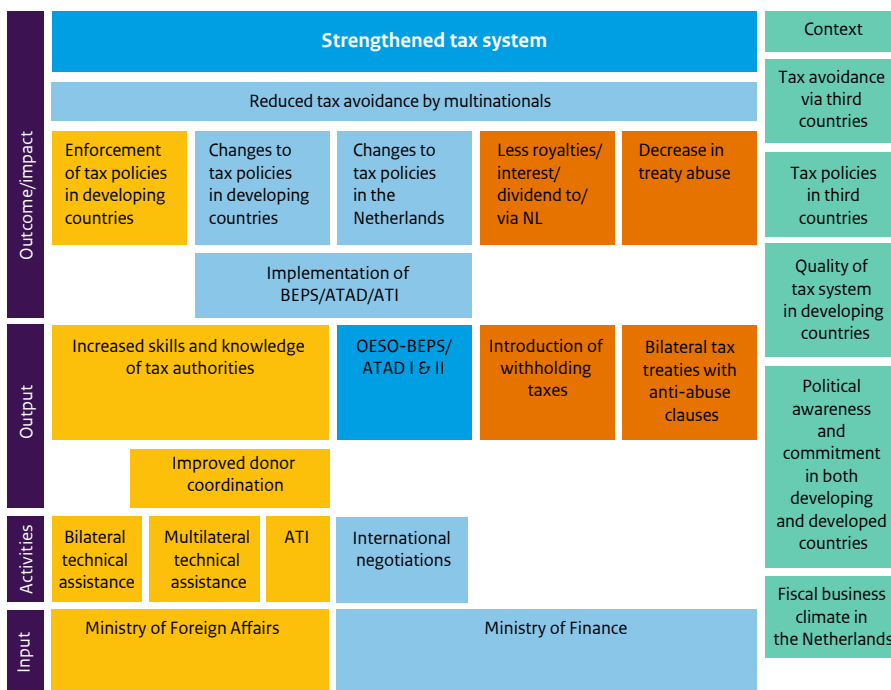 Strengthened tax system
Reduced tax avoidance by multinationals
Outcome/impact
Enforcement
of tax policies
in developing
countries
Changes to
tax policies
in developing
countries
Changes to
tax policies
in the
Netherlands
Less royalties/
interest/
dividend to/
via NL
Decrease in
treaty abuse
Implementation of
BEPS/ATAD/ATI
Output
Increased skills and knowledge
of tax authorities
OESO-BEPS/
ATAD I & II
Introduction of
withholding
taxes
Bilateral tax
treaties with
anti-abuse
clauses
Improved donor
coordination
Activities
Bilateral
technical
assistance
Multilateral
technical
assistance
ATI
International
negotiations
Input
Ministry of Foreign Affairs
Ministry of Finance
Context
Tax avoidance
via third
countries
Tax policies
in third
countries
Quality of
tax system
in developing
countries
Political
awareness
and
commitment
in both
developing
and developed
countries
Fiscal business
climate in
the Netherlands